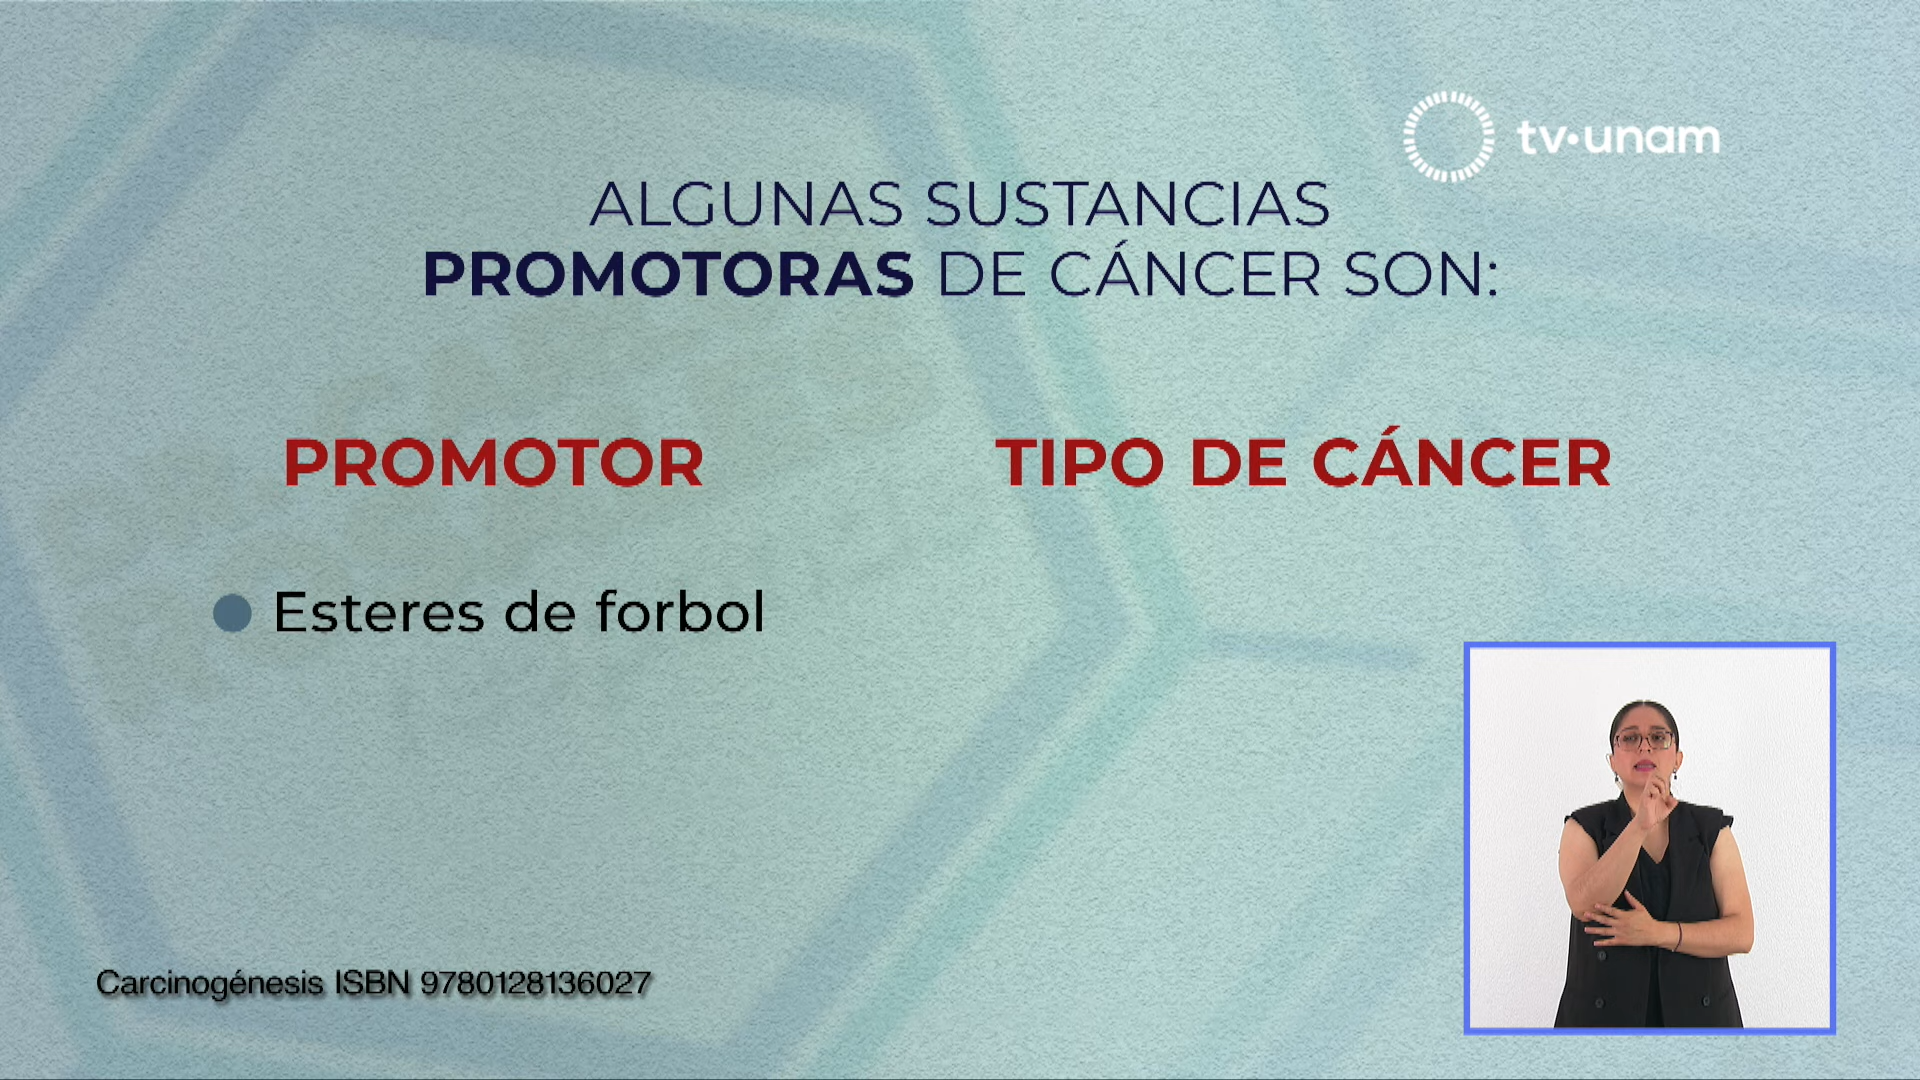 tv·unam
ALGUNAS SUSTANCIAS
PROMOTORAS DE CÁNCER SON:
PROMOTOR
TIPO DE CÁNCER
Esteres de forbol
Carcinogénesis ISBN 9780128136027